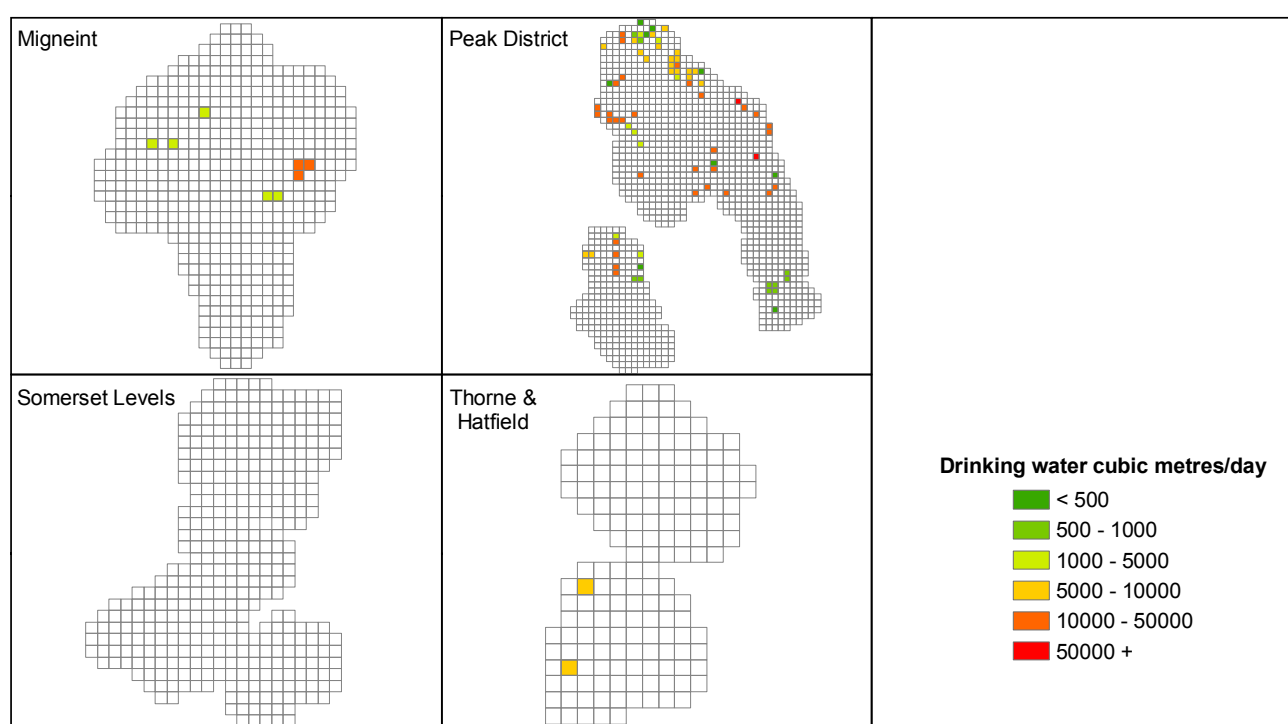 Migneint
Peak District
Somerset Levels
Thorne &
Hatfield
Drinking water cubic metres/day
< 500
500 - 1000
1000 - 5000
5000 - 10000
10000 - 50000
50000 +